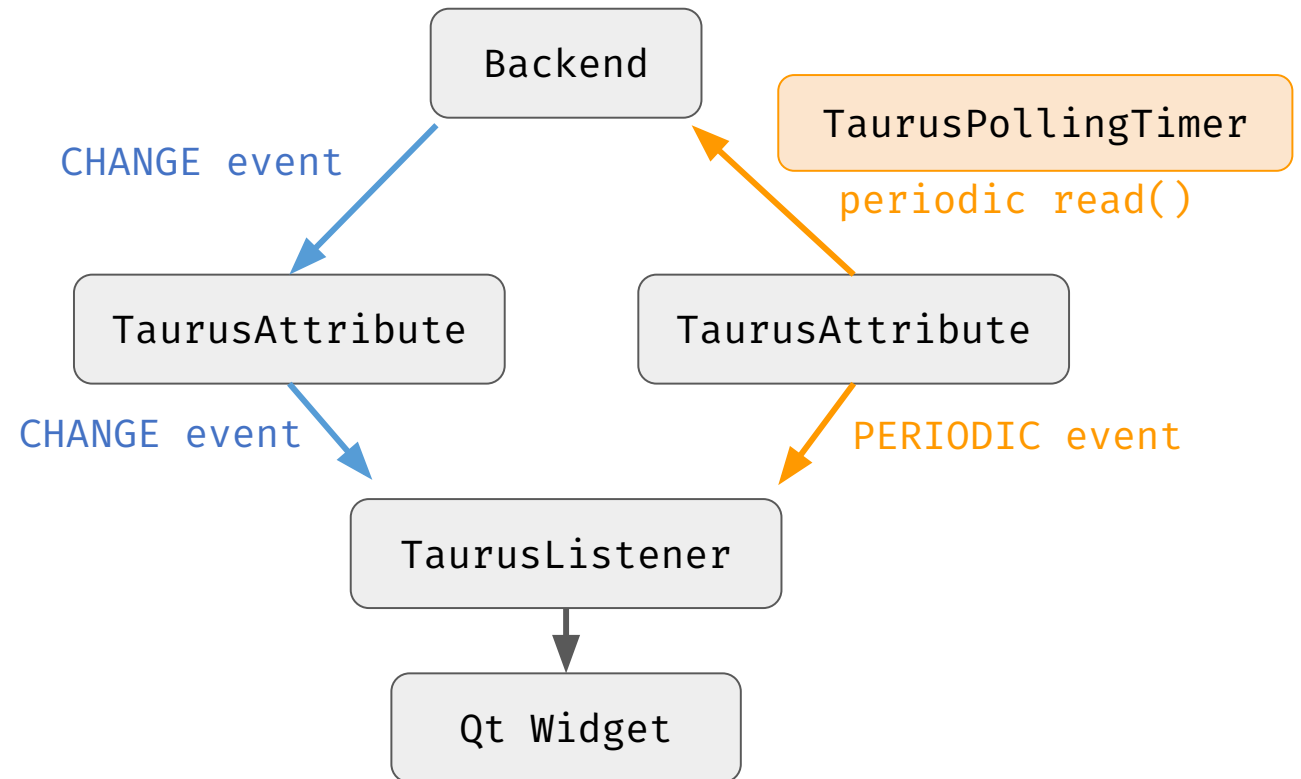 Backend
TaurusPollingTimer
CHANGE event
periodic read()
TaurusAttribute
TaurusAttribute
CHANGE event
PERIODIC event
TaurusListener
Qt Widget